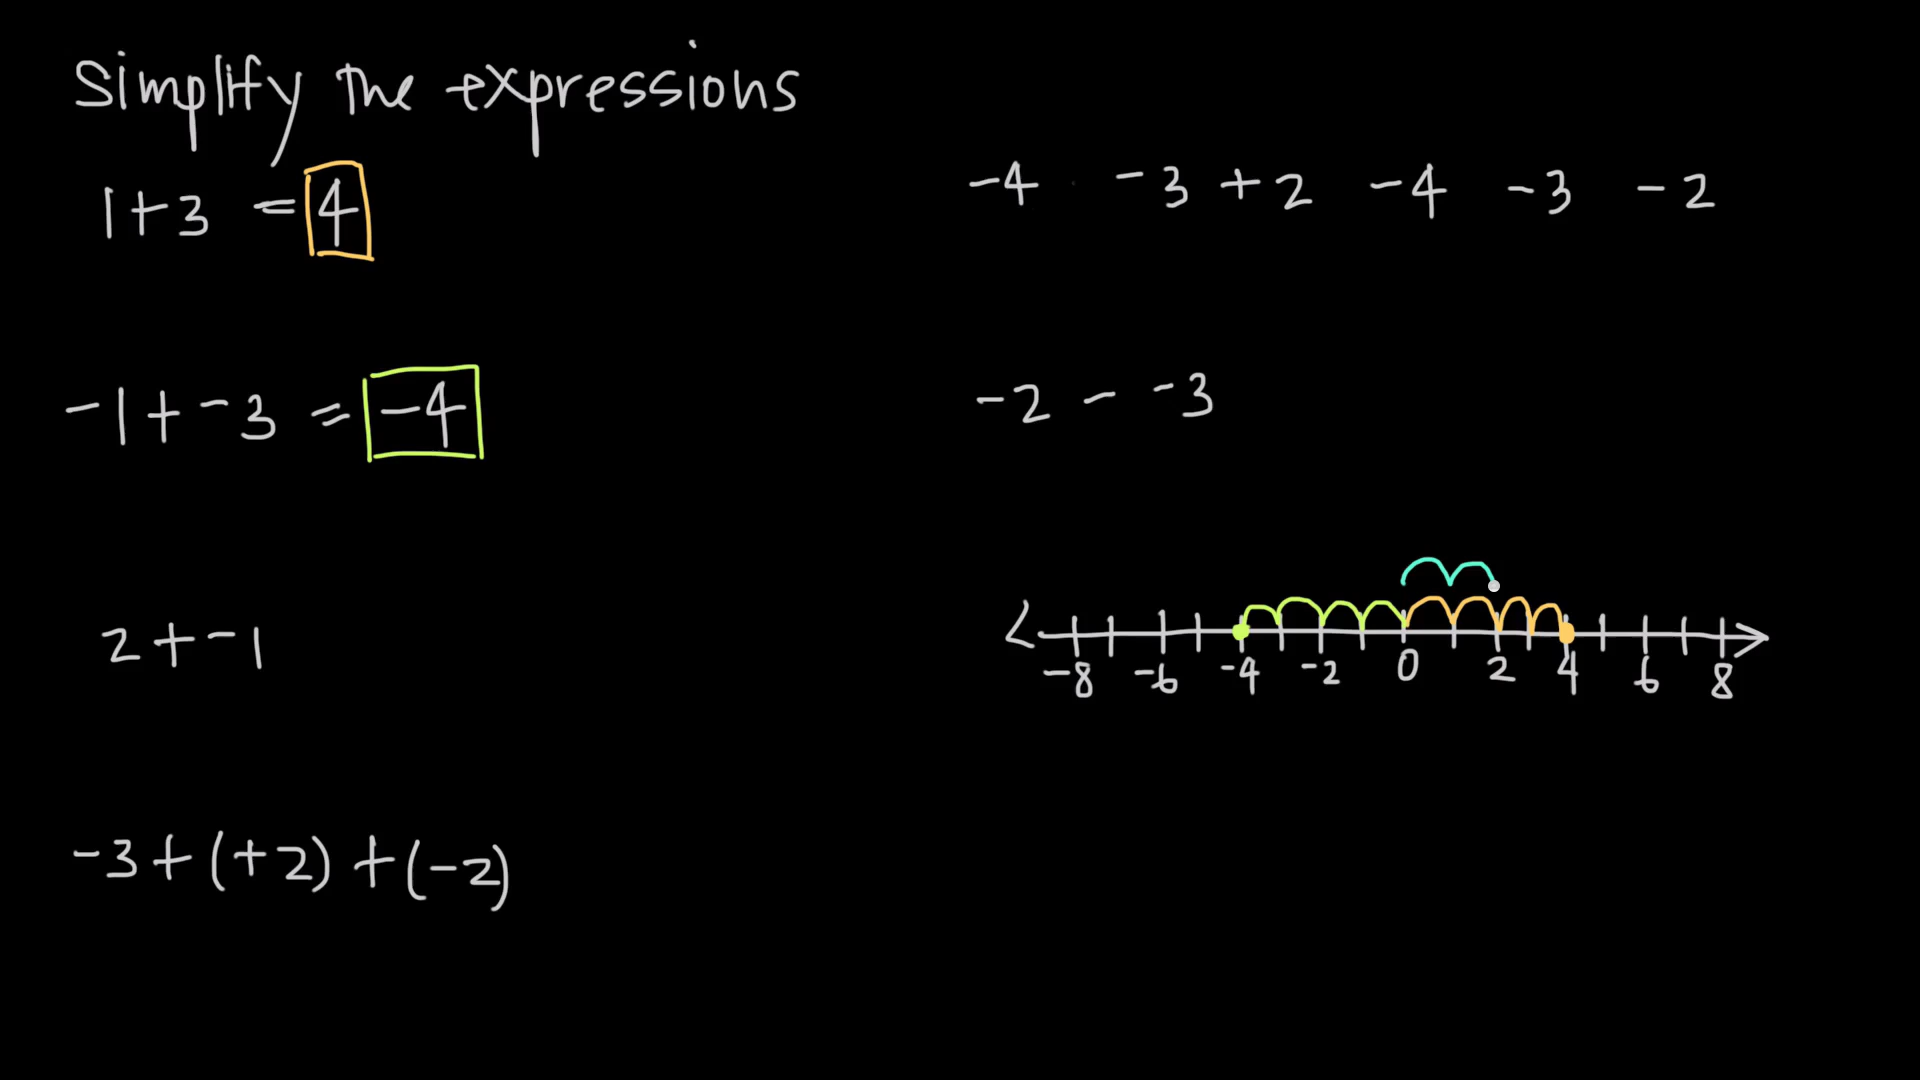 Simplify the expressions
1+3 = 4
-1 + -3 = -4
2 + -1
-3 + (+2) + (-2)
-4 -3 +2 -4 -3 -2
-2 - -3
-8 -6 -4 -2 0 2 4 6 8